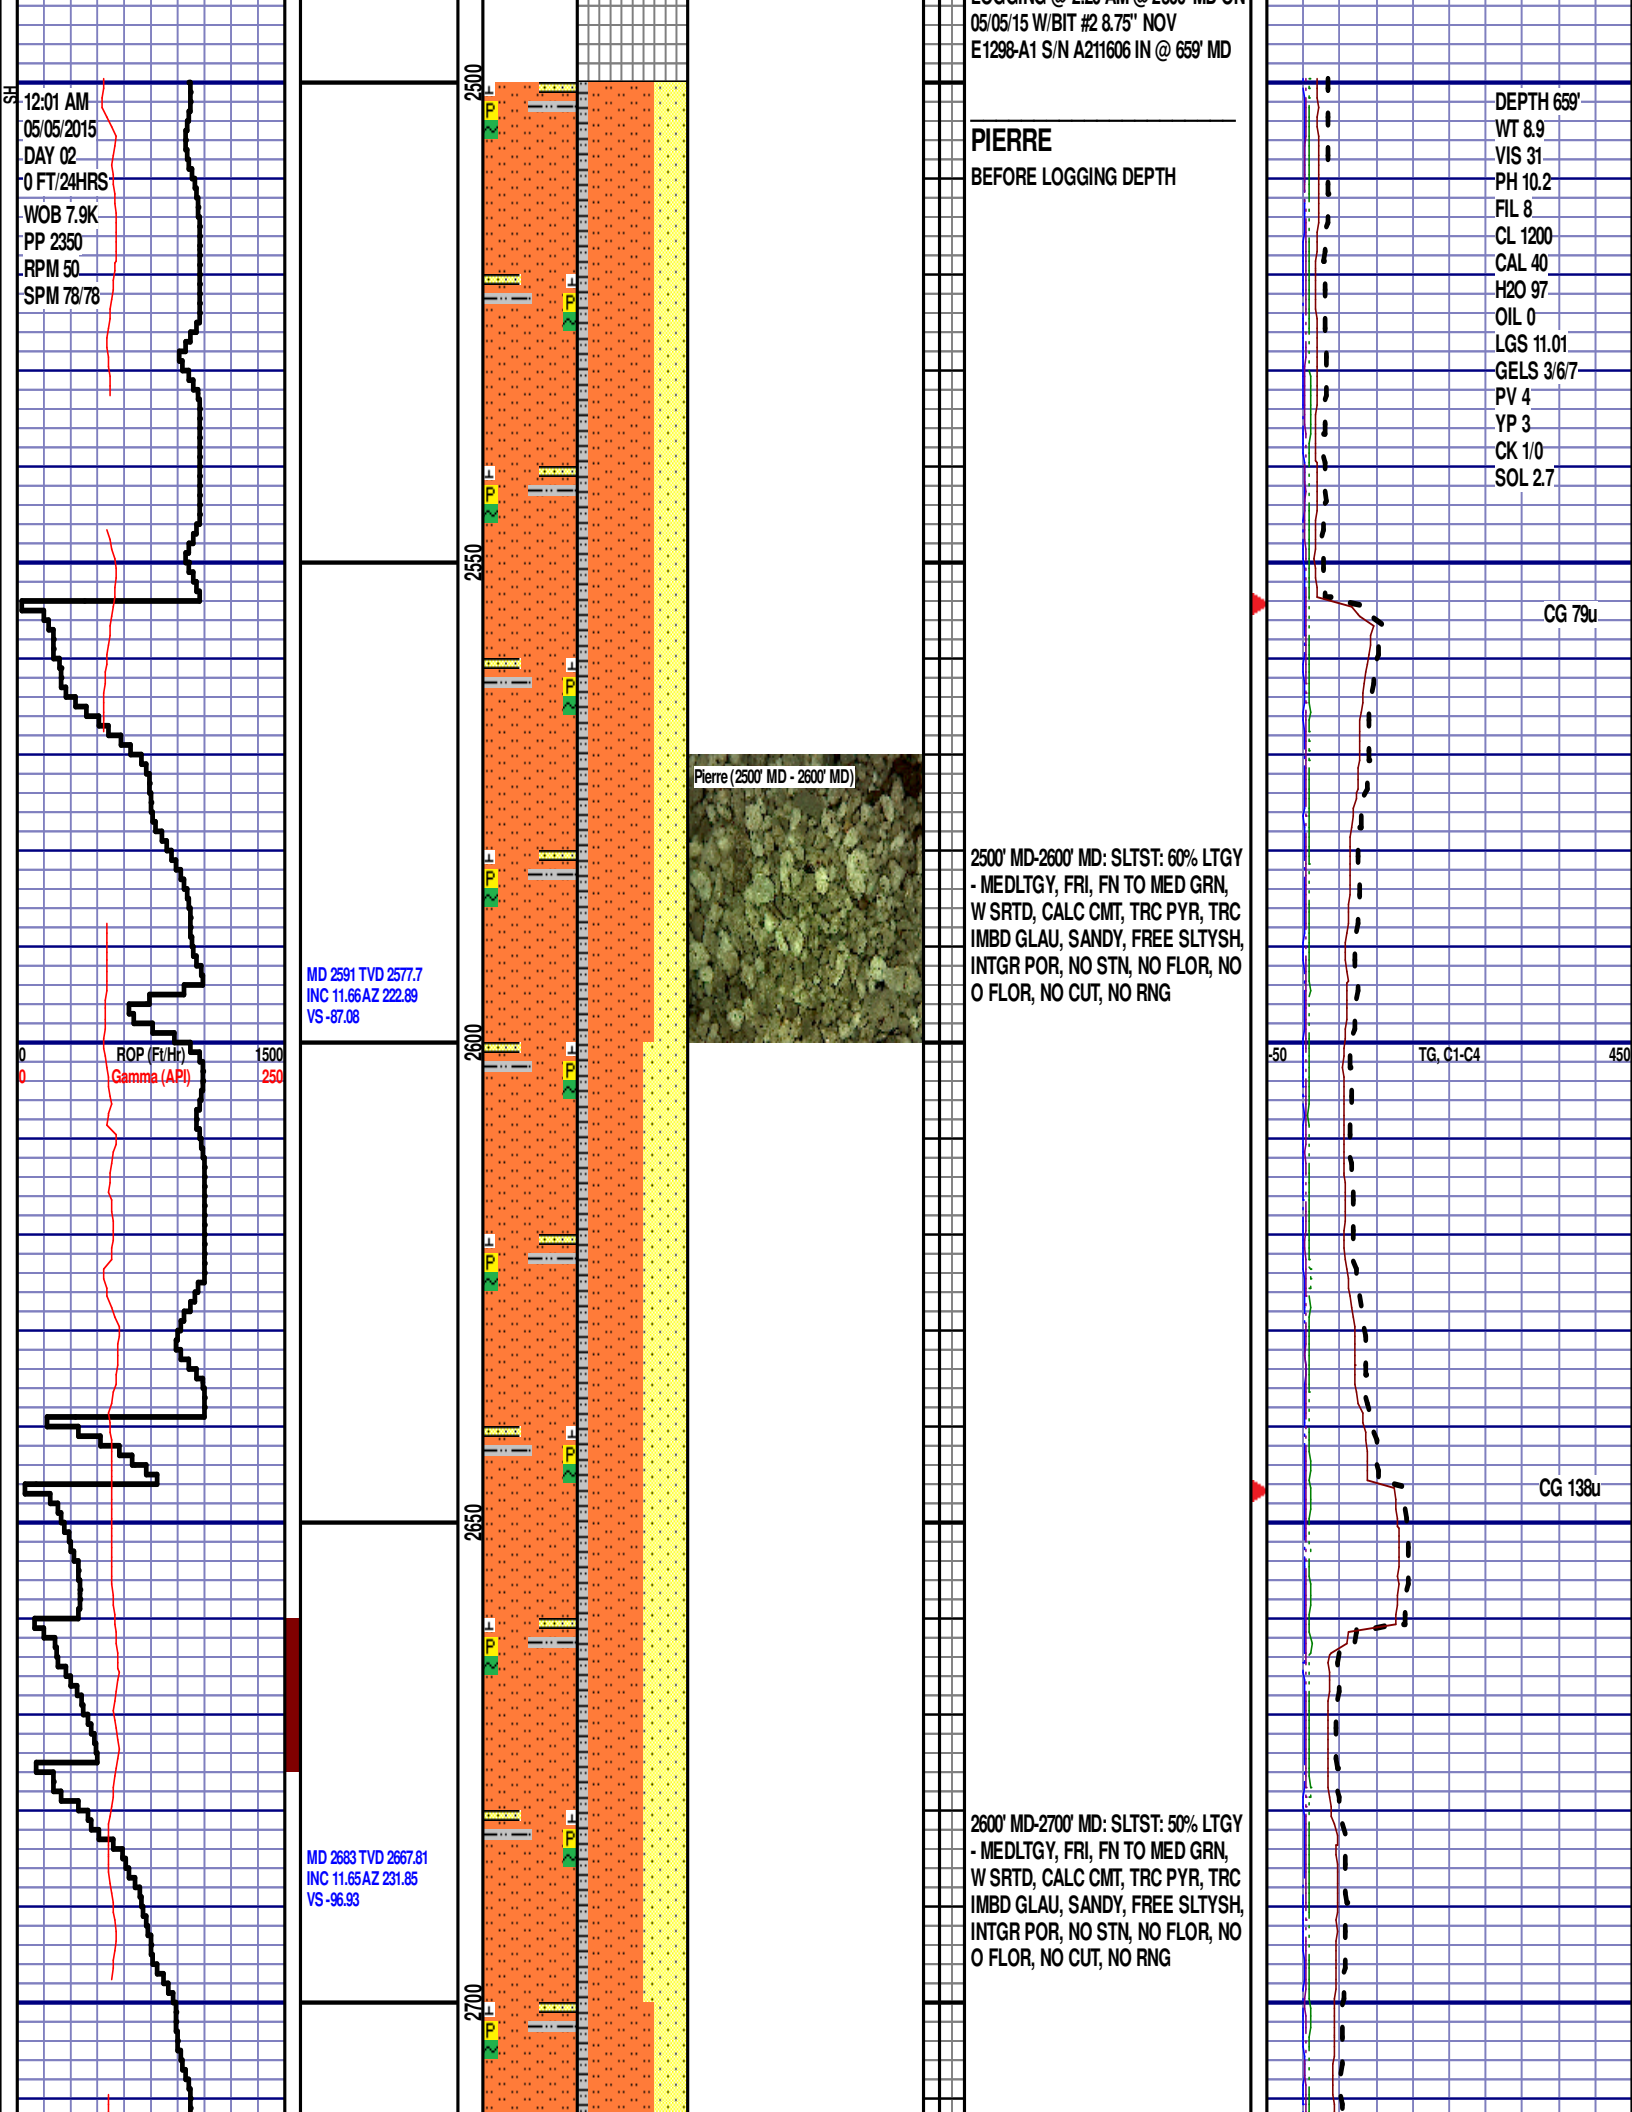 05/05/15 W/BIT #2 8.75" NOV
E1298-A1 S/N A211606 IN @ 659' MD
PIERRE
BEFORE LOGGING DEPTH
SH
12:01 AM
05/05/2015
DAY 02
0 FT/24HRS
WOB 7.9K
PP 2350
RPM 50
SPM 78/78
2500
DEPTH 659'
WT 8.9
VIS 31
PH 10.2
FIL 8
CL 1200
CAL 40
H2O 97
OIL 0
LGS 11.01
GELS 3/6/7
PV 4
YP 3
CK 1/0
SOL 2.7
2550
CG 79u
Pierre (2500' MD - 2600' MD)
2500' MD-2600' MD: SLTST: 60% LTGY
- MEDLTGY, FRI, FN TO MED GRN,
W SRTD, CALC CMT, TRC PYR, TRC
IMBD GLAU, SANDY, FREE SLTYSH,
INTGR POR, NO STN, NO FLOR, NO
O FLOR, NO CUT, NO RNG
MD 2591 TVD 2577.7
INC 11.66 AZ 222.89
VS -87.08
2600
0 ROP (Ft/Hr) 1500
0 Gamma (API) 250
-50 TG, C1-C4 450
2650
CG 138u
2600' MD-2700' MD: SLTST: 50% LTGY
- MEDLTGY, FRI, FN TO MED GRN,
W SRTD, CALC CMT, TRC PYR, TRC
IMBD GLAU, SANDY, FREE SLTYSH,
INTGR POR, NO STN, NO FLOR, NO
O FLOR, NO CUT, NO RNG
MD 2683 TVD 2667.81
INC 11.65 AZ 231.85
VS -96.93
2700
P
P
P
P
P
P
P
P
P
P
P